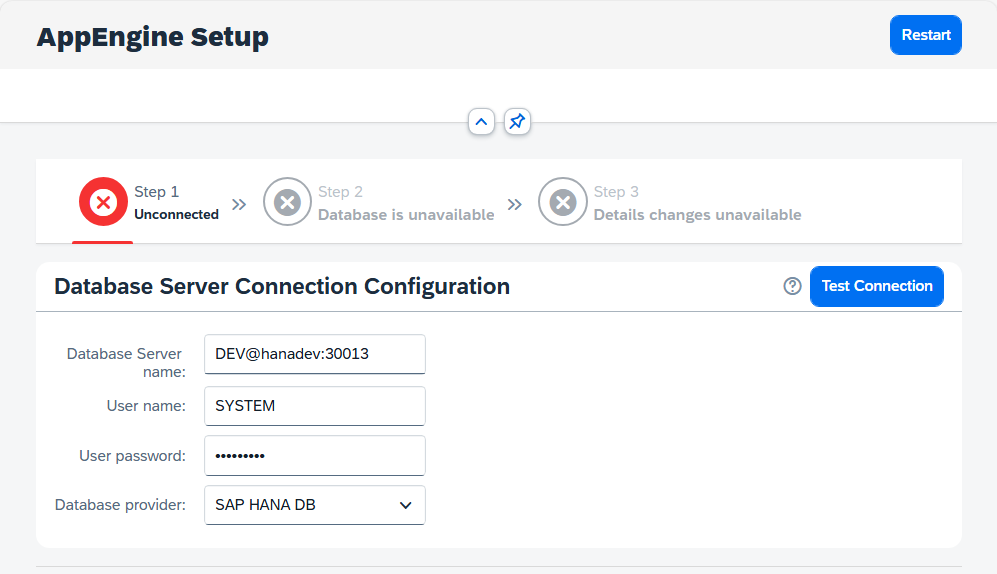 AppEngine Setup
Restart
Step 1
Unconnected
Step 2
Database is unavailable
Step 3
Details changes unavailable
Database Server Connection Configuration
Test Connection
Database Server
name:
DEV@hanadev:30013
User name:
SYSTEM
User password:
•••••••••
Database provider:
SAP HANA DB